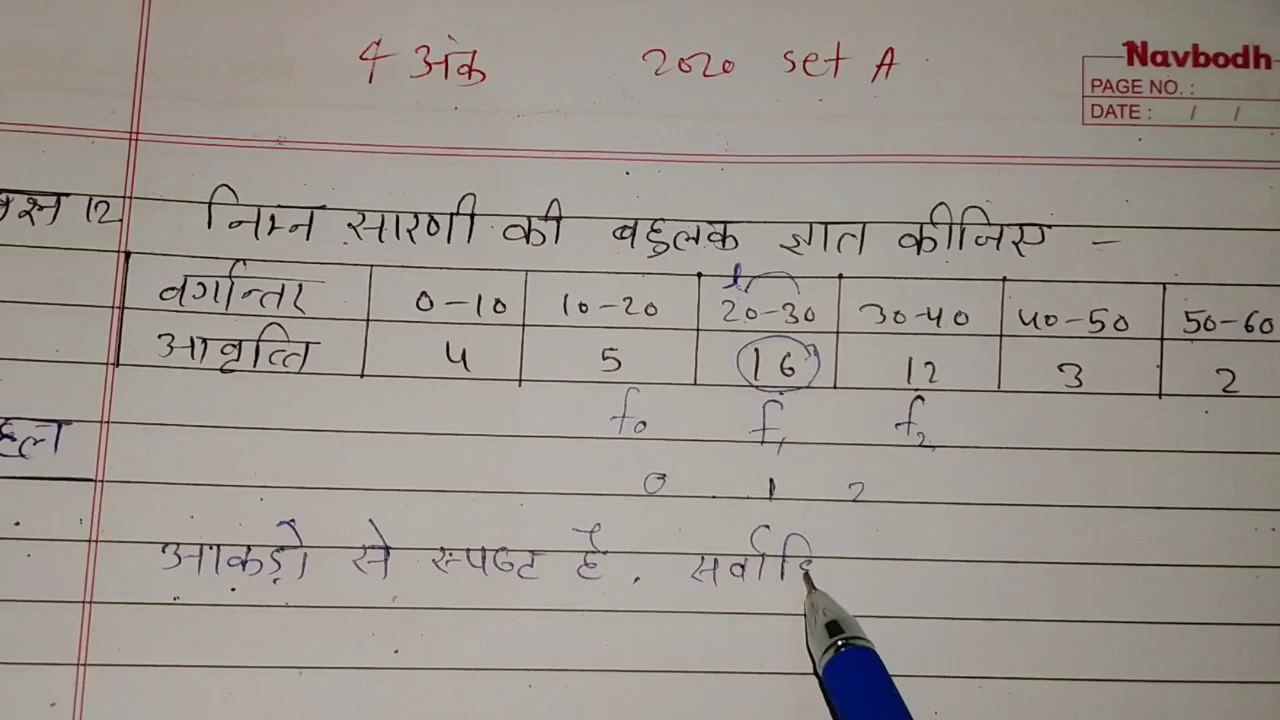 4 अंक 2020 set A
Navbodh
PAGE NO. :
DATE : / /
प्रश्न 12 निम्न सारणी की बहुलक ज्ञात कीजिए –
वर्गान्तर 0-10 10-20 20-30 30-40 40-50 50-60
आवृत्ति 4 5 16 12 3 2
f₀ f₁ f₂
हल
0 1 2
आकड़ो से स्पष्ट है . सर्वाधि